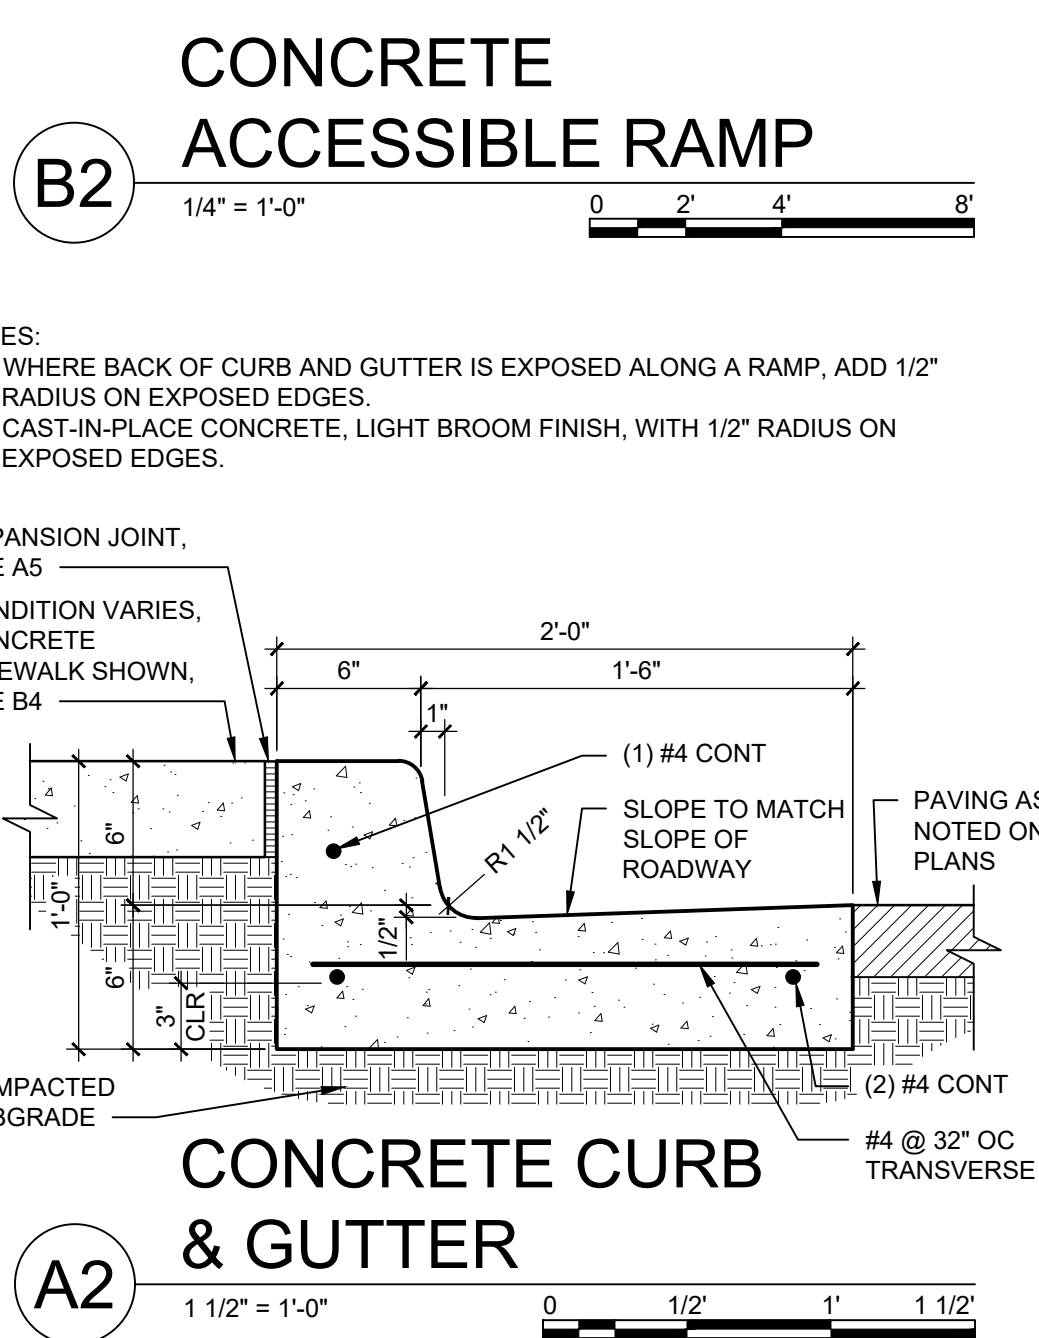 CONCRETE
ACCESSIBLE RAMP
B2
1/4" = 1'-0"
0 2' 4' 8'
ES:
WHERE BACK OF CURB AND GUTTER IS EXPOSED ALONG A RAMP, ADD 1/2"
RADIUS ON EXPOSED EDGES.
CAST-IN-PLACE CONCRETE, LIGHT BROOM FINISH, WITH 1/2" RADIUS ON
EXPOSED EDGES.
PANSION JOINT,
E A5
NDITION VARIES,
NCRETE
EWALK SHOWN,
E B4
2'-0"
6" 1'-6"
1"
(1) #4 CONT
SLOPE TO MATCH
SLOPE OF
ROADWAY
PAVING AS
NOTED ON
PLANS
R1 1/2"
6"
1'-0"
1/2"
6"
3"
CLR
MPACTED
BGRADE
(2) #4 CONT
#4 @ 32" OC
TRANSVERSE
CONCRETE CURB
& GUTTER
A2
1 1/2" = 1'-0"
0 1/2' 1' 1 1/2'